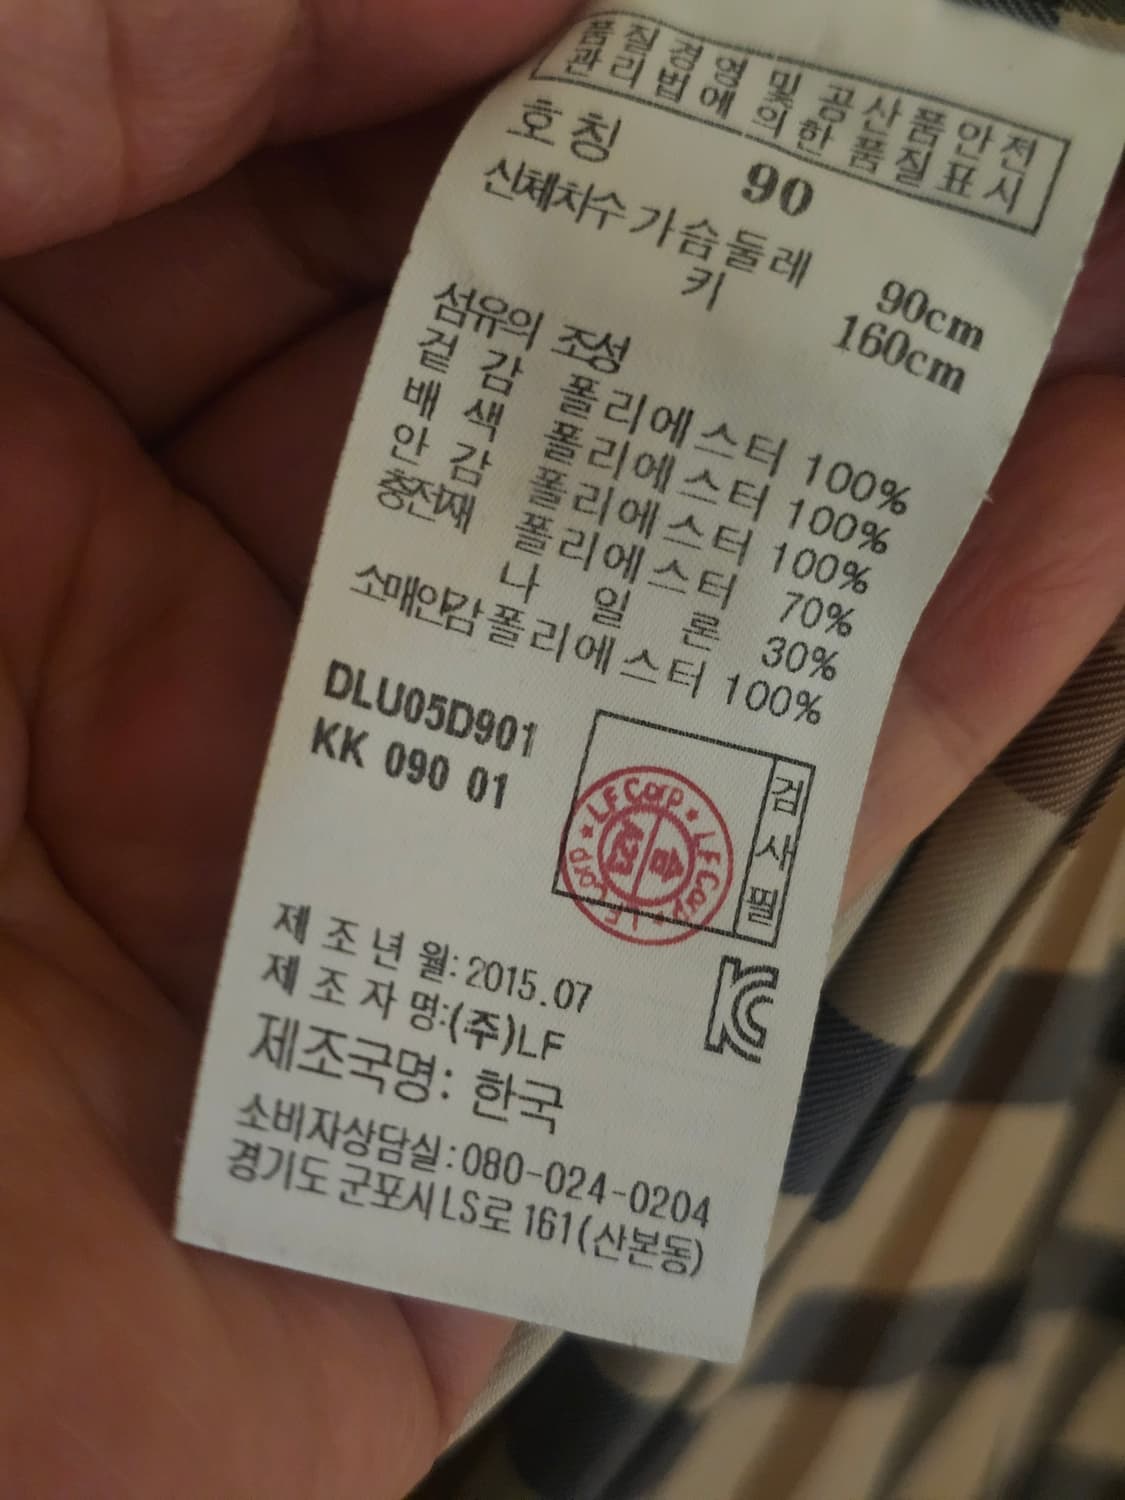 품질경영 및 공산품안전
관리법에 의한 품질표시
호칭 90
신체치수 가슴둘레 90cm
키 160cm
섬유의 조성
겉감 폴리에스터 100%
배색 폴리에스터 100%
안감 폴리에스터 100%
충전재 폴리에스터 70%
나일론 30%
소매안감 폴리에스터 100%
DLU05D901
KK 090 01
검사필
LF Corp ★ LF Corp ★ LF Corp ★
제조년월: 2015.07
제조자명:(주)LF
KC
제조국명: 한국
소비자상담실:080-024-0204
경기도 군포시 LS로 161(산본동)